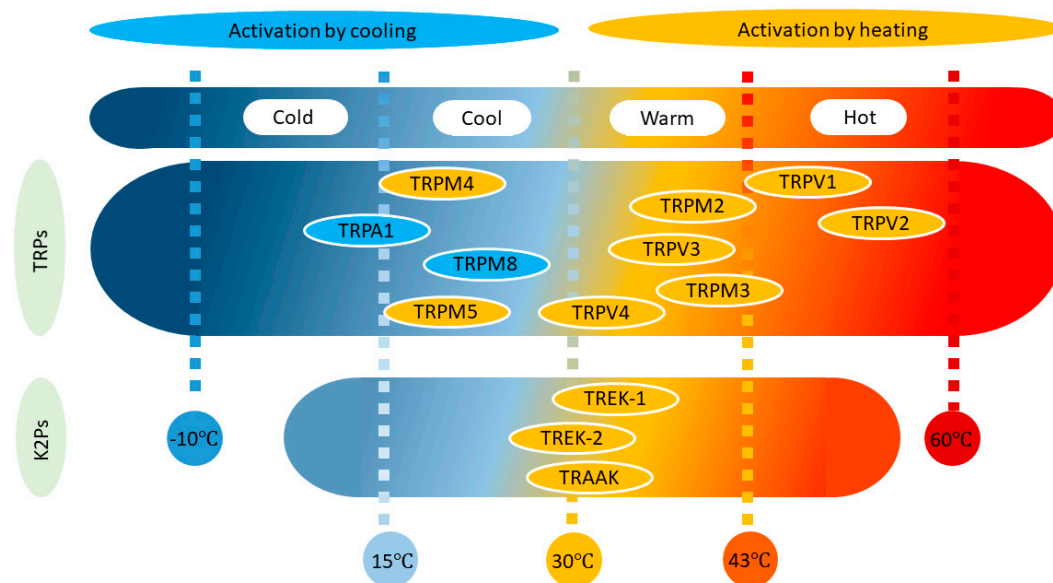 Activation by cooling
Activation by heating
Cold
Cool
Warm
Hot
TRPs
TRPM4
TRPV1
TRPM2
TRPV2
TRPA1
TRPV3
TRPM8
TRPM3
TRPM5
TRPV4
K2Ps
TREK-1
TREK-2
TRAAK
-10℃
60℃
15℃
30℃
43℃